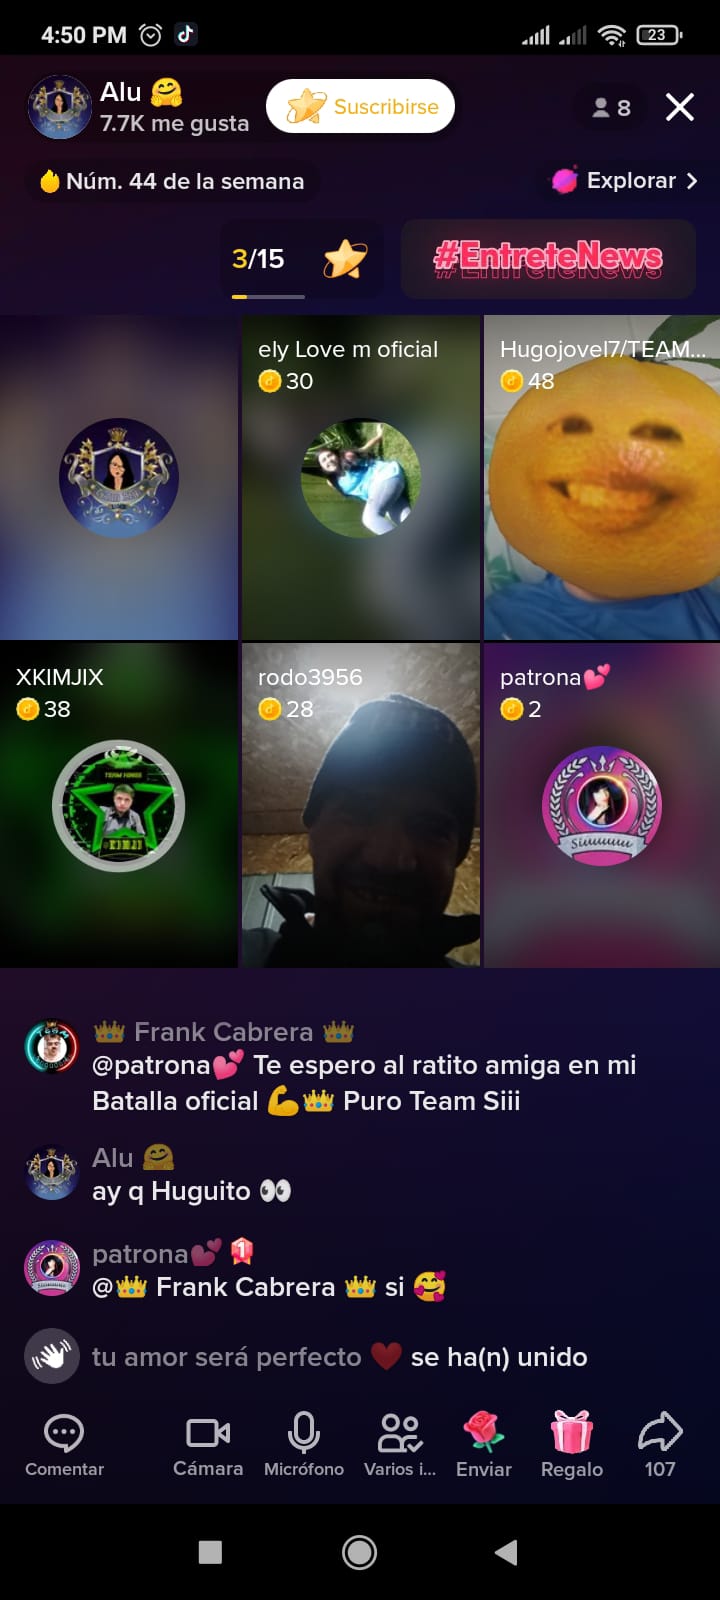 4:50 PM
23
Alu 🤗
7.7K me gusta
Suscribirse
8
Núm. 44 de la semana
Explorar
3/15
#EntreteNews
ely Love m oficial
30
Hugojovel7/TEAM...
48
XKIMJIX
38
rodo3956
28
patrona💕
2
KIMJI
Siuuuuuu
👑 Frank Cabrera 👑
@patrona💕 Te espero al ratito amiga en mi
Batalla oficial 💪👑 Puro Team Siii
Alu 🤗
ay q Huguito 👀
patrona💕 1
@👑 Frank Cabrera 👑 si 🥰
tu amor será perfecto ❤️ se ha(n) unido
Comentar
Cámara
Micrófono
Varios i...
Enviar
Regalo
107